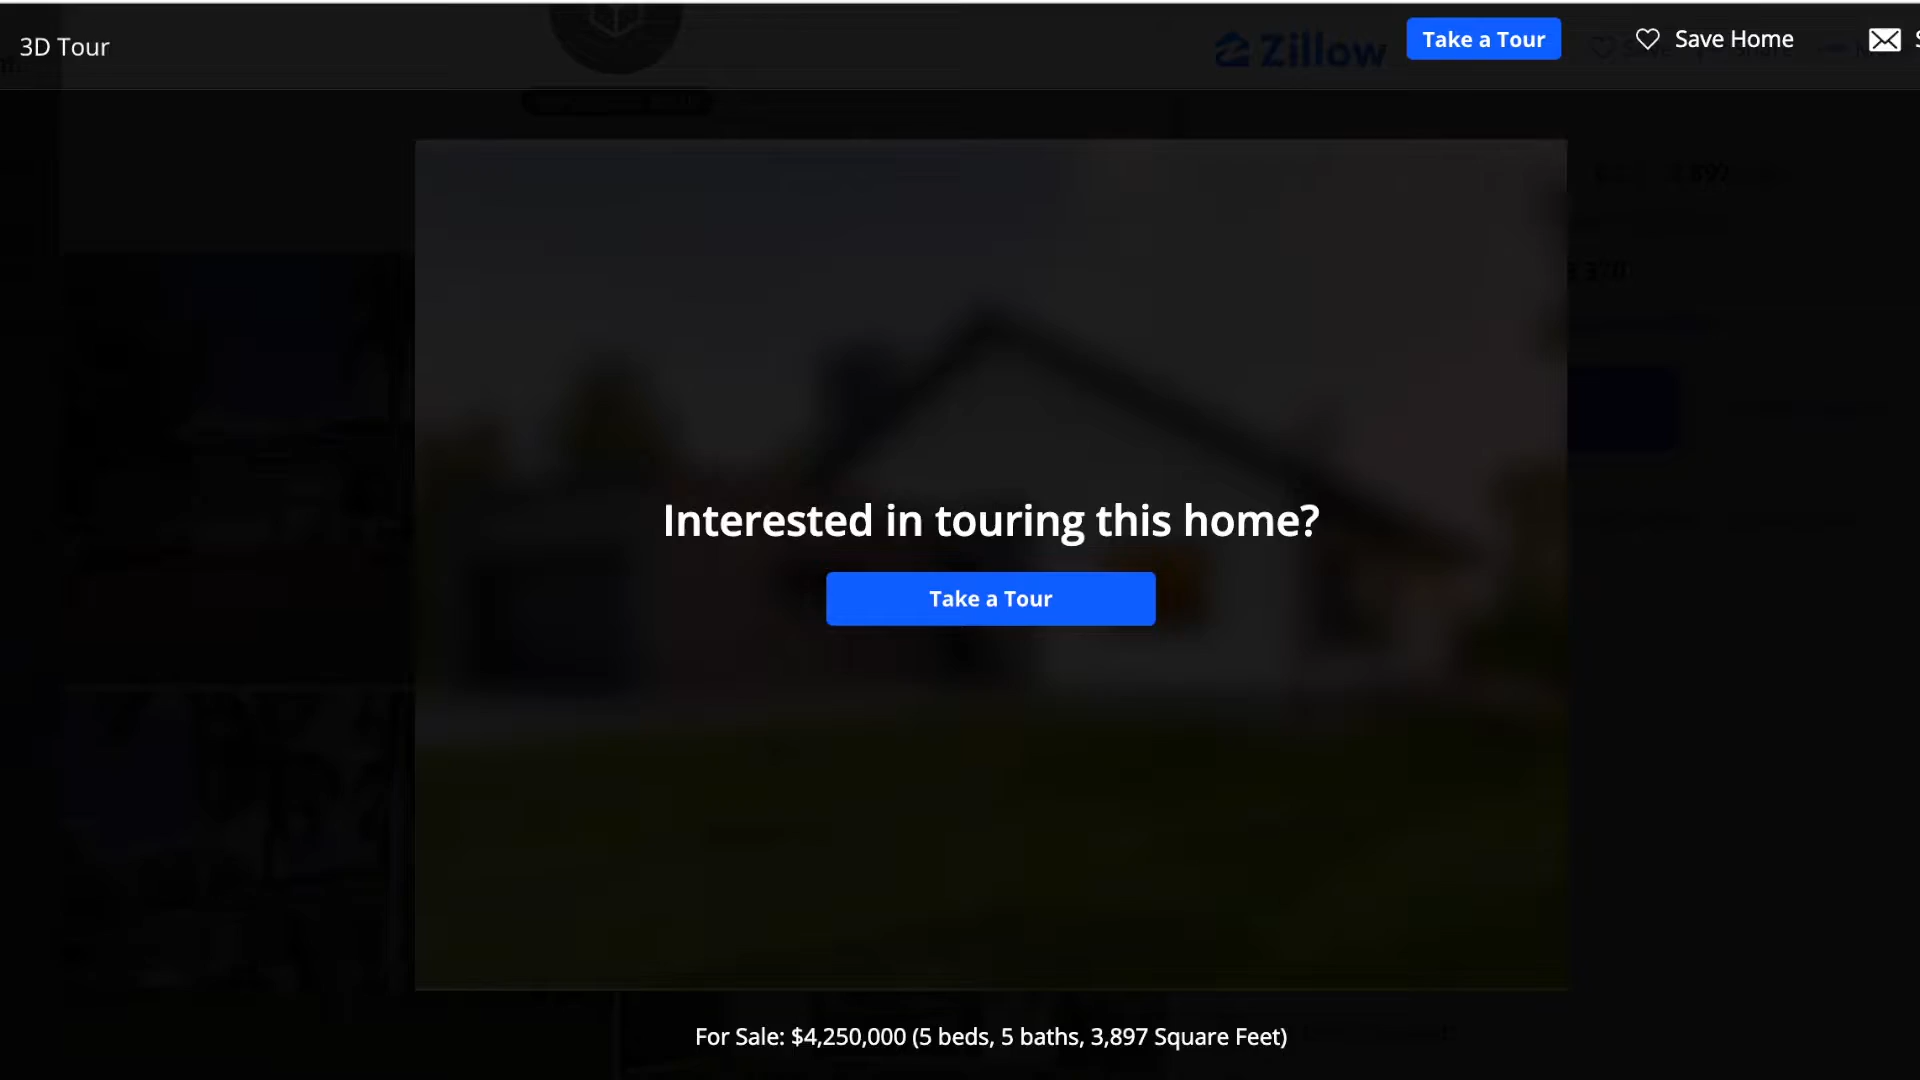 3D Tour
Zillow
Take a Tour
Save Home
Interested in touring this home?
Take a Tour
For Sale: $4,250,000 (5 beds, 5 baths, 3,897 Square Feet)